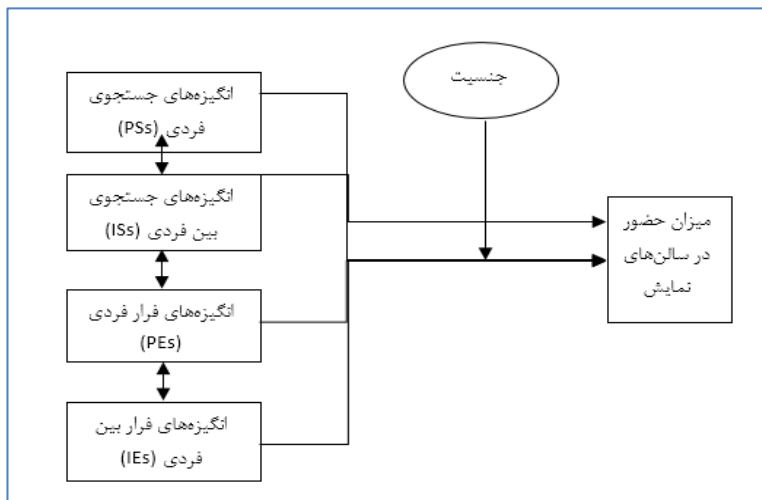 انگیزه‌های جستجوی
فردی (PSs)
جنسیت
انگیزه‌های جستجوی
بین فردی (ISs)
میزان حضور
در سالن‌های
نمایش
انگیزه‌های فرار فردی
(PEs)
انگیزه‌های فرار بین
فردی (IEs)